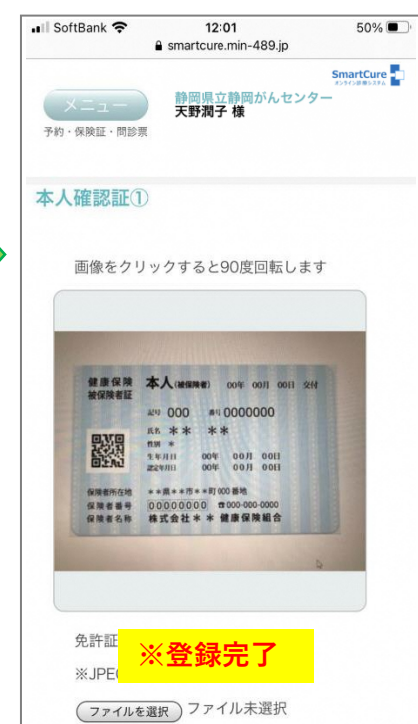 SoftBank 12:01 50%
smartcure.min-489.jp
SmartCure
オンライン診療システム
メニュー
静岡県立静岡がんセンター
天野潤子 様
予約・保険証・問診票
本人確認証①
画像をクリックすると90度回転します
健康保険 本人(被保険者) 00年 00月 00日 交付
被保険者証
記号 000 番号 0000000
氏名 ** **
性別 *
生年月日 00年 00月 00日
認定年月日 00年 00月 00日
保険者所在地 **県**市**町000番地
保険者番号 00000000 ☎000-000-0000
保険者名称 株式会社** 健康保険組合
免許証
※登録完了
※JPE
ファイルを選択 ファイル未選択